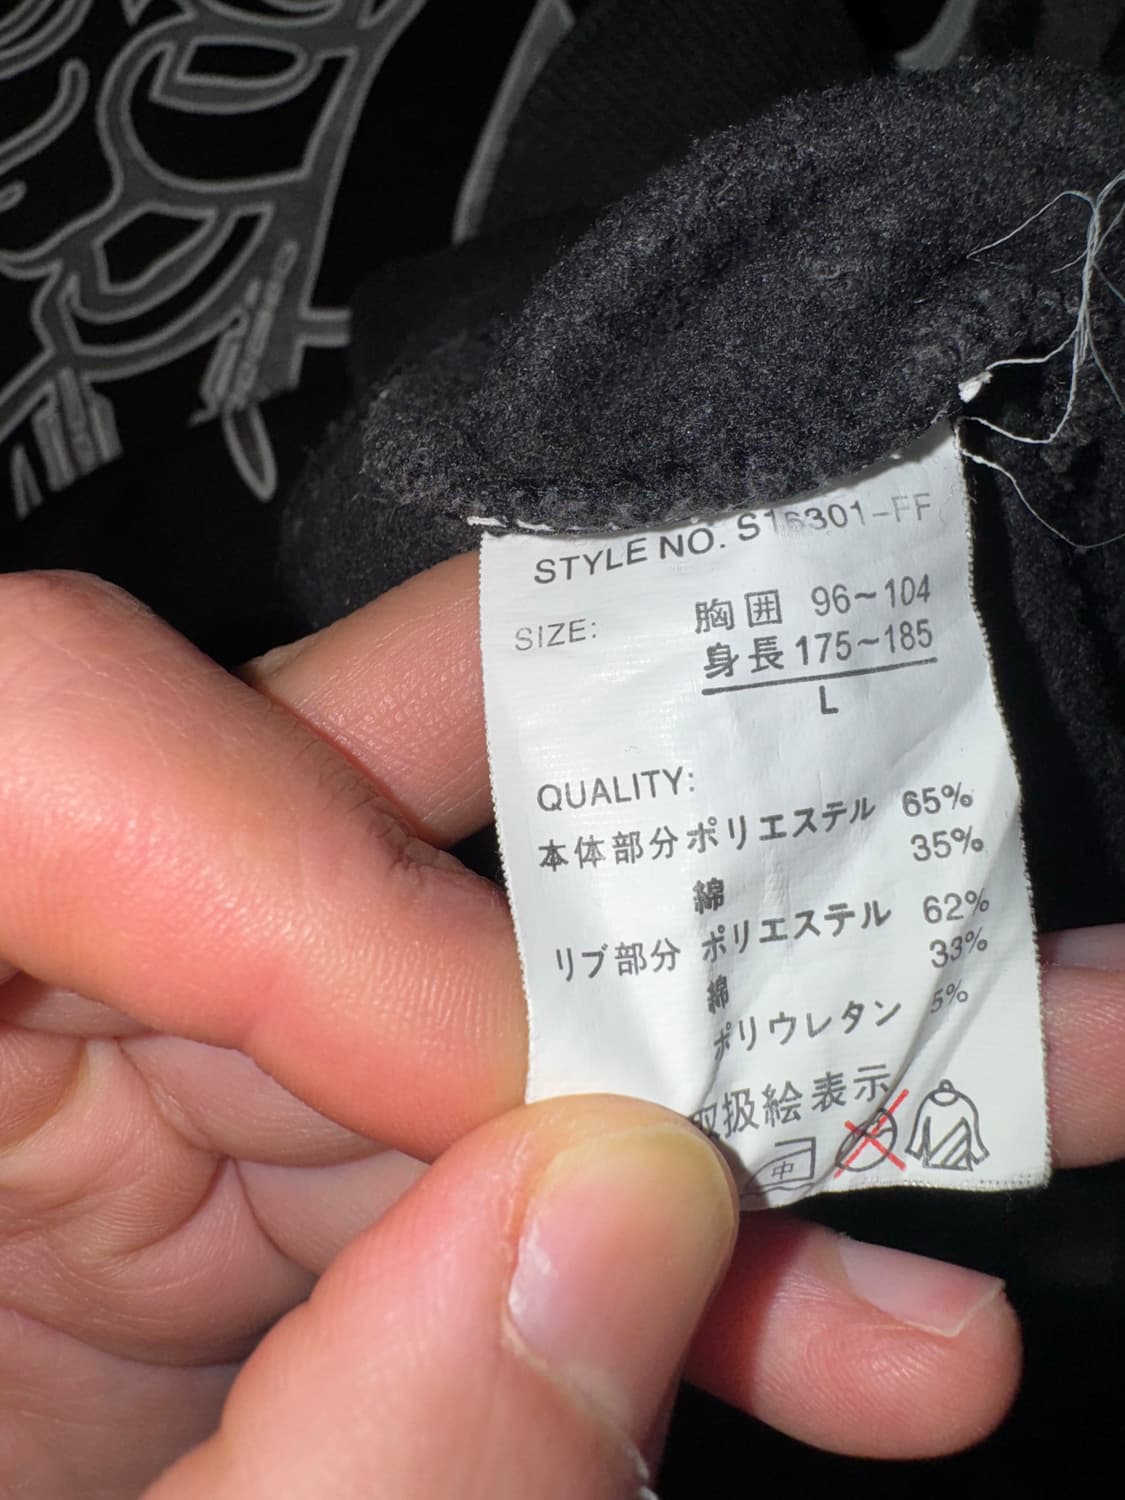 STYLE NO. S16301-FF
SIZE: 胸囲 96~104
身長 175~185
L
QUALITY:
本体部分 ポリエステル 65%
綿 35%
リブ部分 ポリエステル 62%
綿 33%
ポリウレタン 5%
取扱絵表示
中